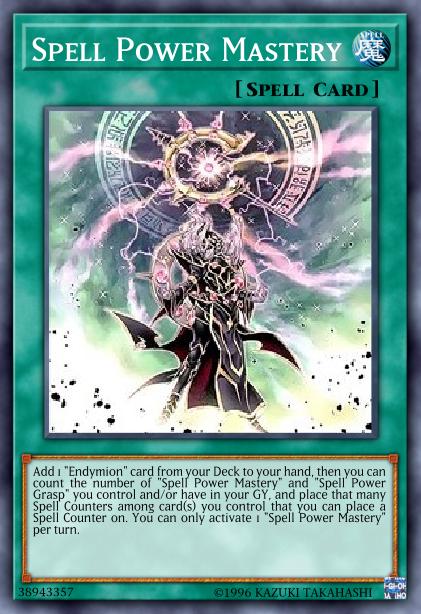 SPELL POWER MASTERY
SPELL
魔
[ SPELL CARD ]
Add 1 "Endymion" card from your Deck to your hand, then you can
count the number of "Spell Power Mastery" and "Spell Power
Grasp" you control and/or have in your GY, and place that many
Spell Counters among card(s) you control that you can place a
Spell Counter on. You can only activate 1 "Spell Power Mastery"
per turn.
38943357
©1996 KAZUKI TAKAHASHI